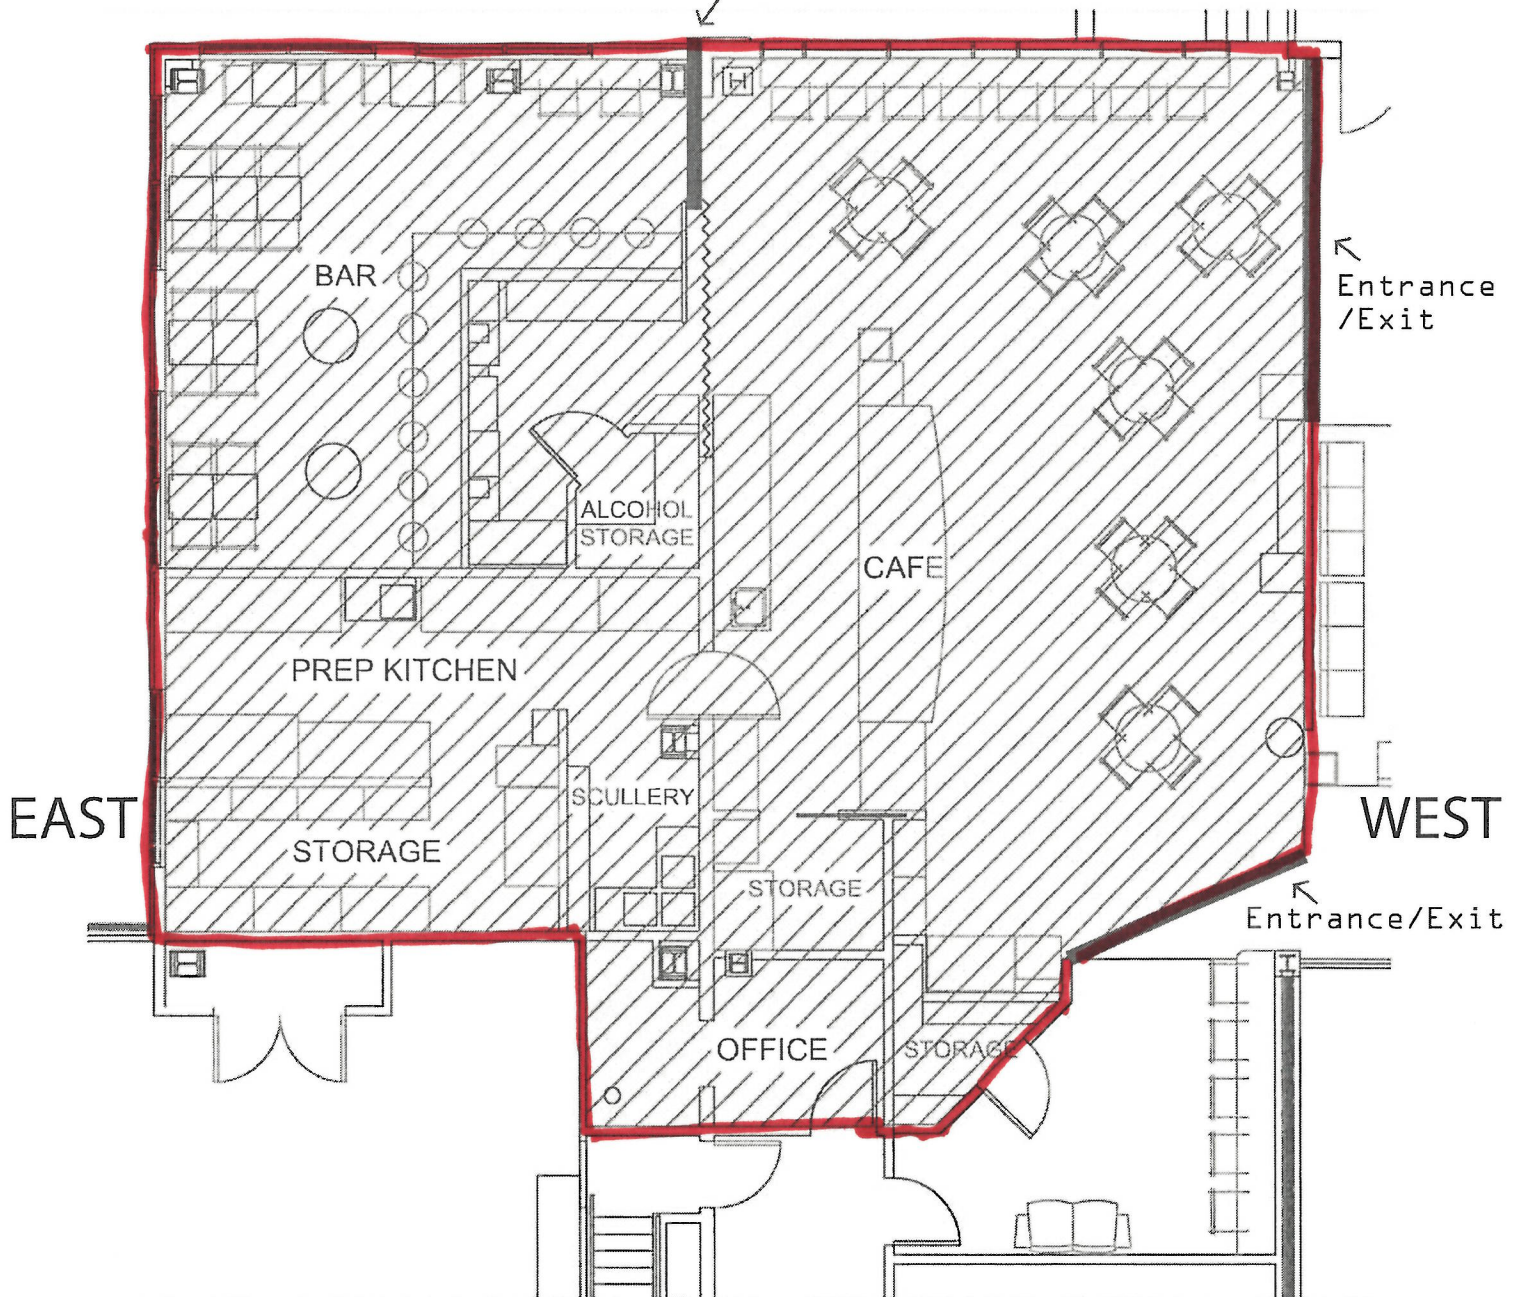 BAR
Entrance
/Exit
ALCOHOL
STORAGE
CAFE
PREP KITCHEN
EAST
SCULLERY
WEST
STORAGE
STORAGE
Entrance/Exit
OFFICE
STORAGE